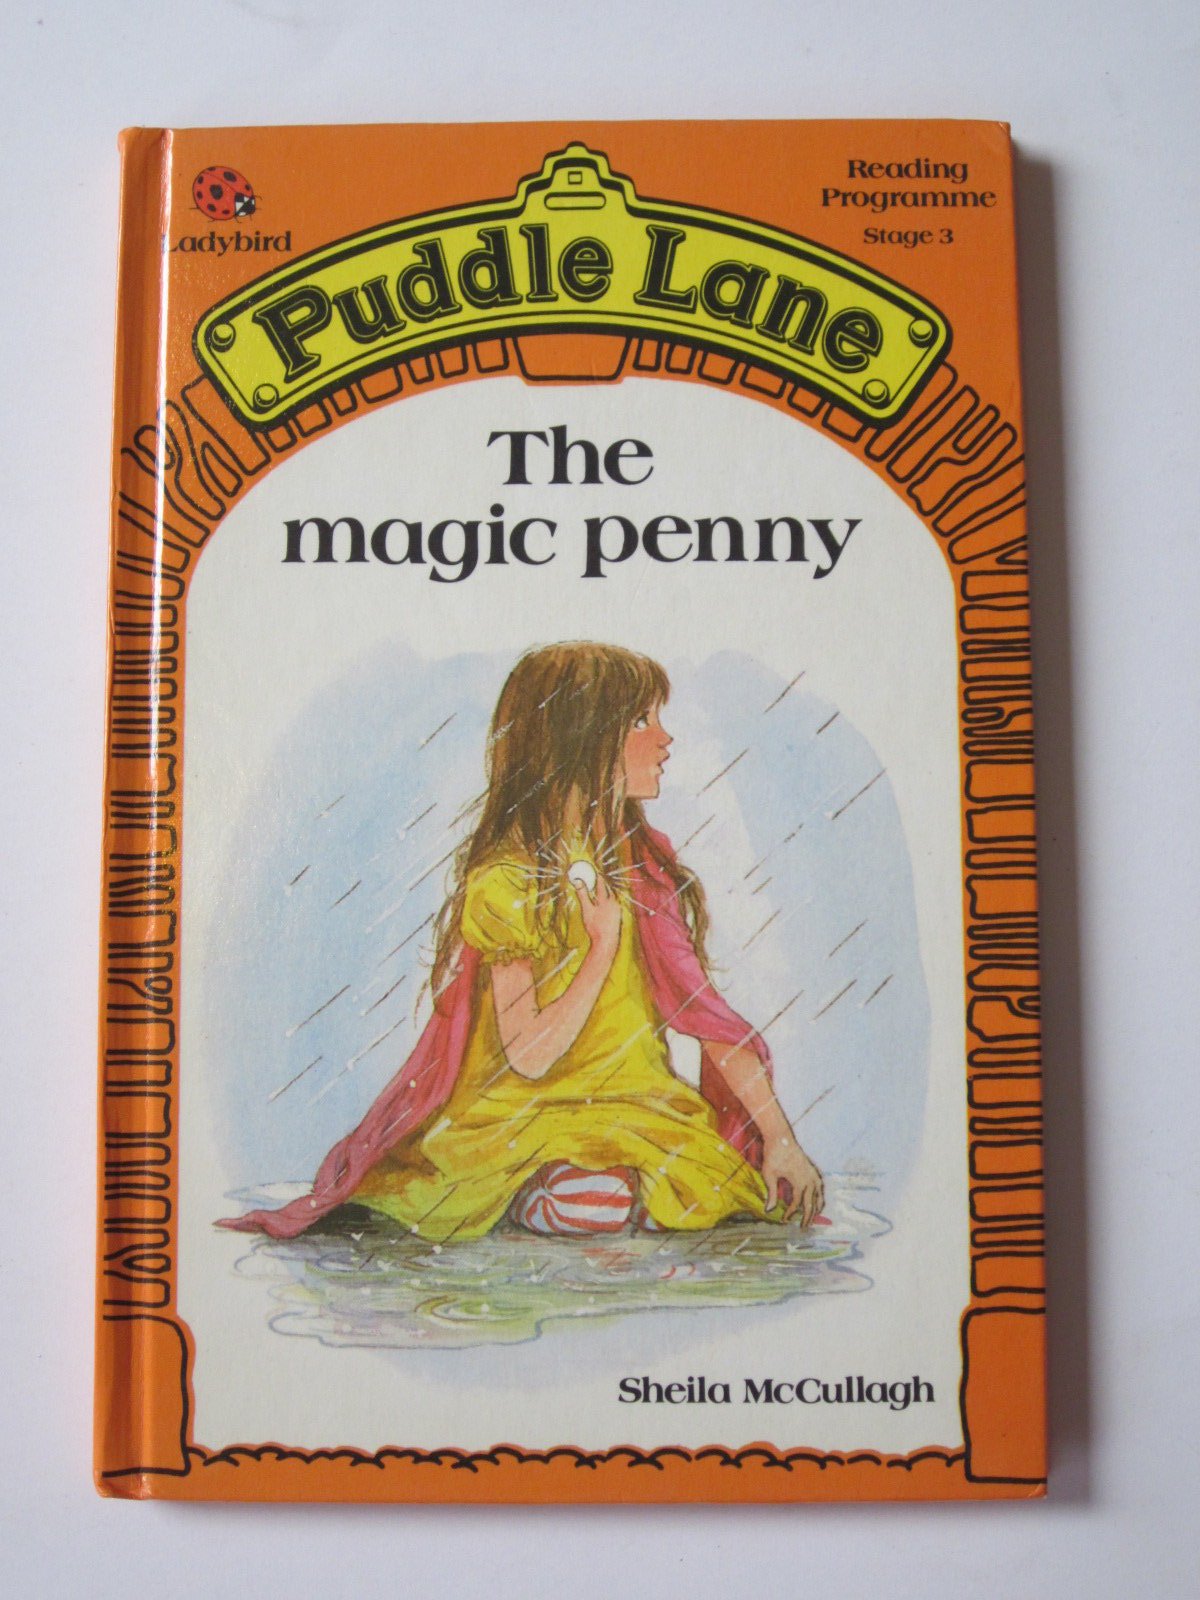 Ladybird
Reading
Programme
Stage 3
Puddle Lane
The
magic penny
Sheila McCullagh